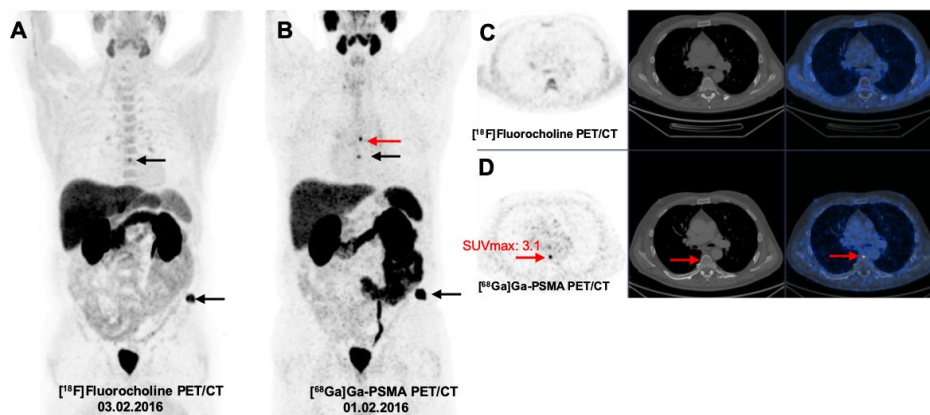 A
B
C
D
[¹⁸F]Fluorocholine PET/CT
03.02.2016
[⁶⁸Ga]Ga-PSMA PET/CT
01.02.2016
[¹⁸F]Fluorocholine PET/CT
SUVmax: 3.1
[⁶⁸Ga]Ga-PSMA PET/CT